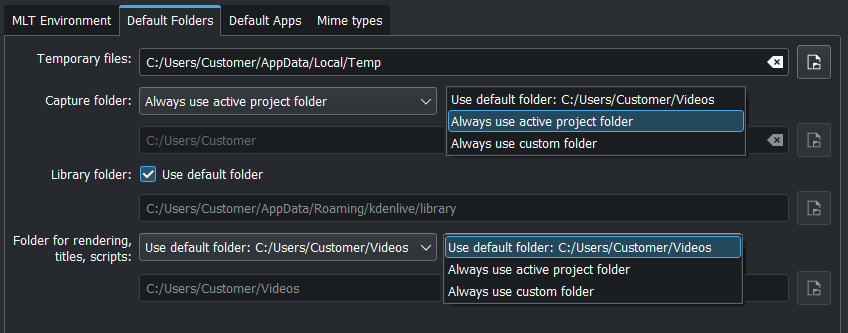 MLT Environment Default Folders Default Apps Mime types
Temporary files: C:/Users/Customer/AppData/Local/Temp
Capture folder: Always use active project folder Use default folder: C:/Users/Customer/Videos
Always use active project folder
C:/Users/Customer Always use custom folder
Library folder: Use default folder
C:/Users/Customer/AppData/Roaming/kdenlive/library
Folder for rendering,
titles, scripts: Use default folder: C:/Users/Customer/Videos Use default folder: C:/Users/Customer/Videos
Always use active project folder
C:/Users/Customer/Videos Always use custom folder